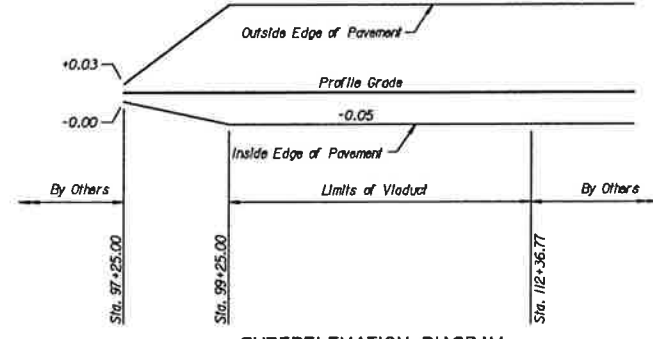 Outside Edge of Pavement
+0.03
Profile Grade
-0.00
-0.05
Inside Edge of Pavement
By Others
Limits of Viaduct
By Others
Sta. 97+25.00
Sta. 99+25.00
Sta. 112+36.77